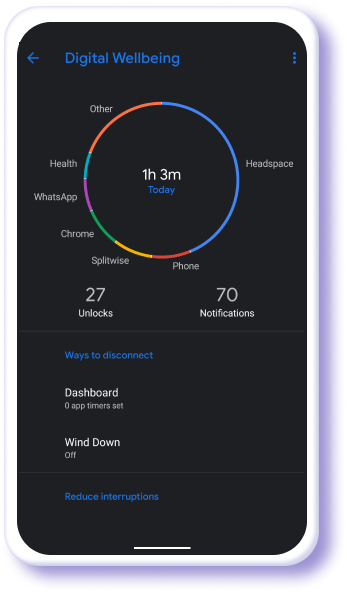 Digital Wellbeing
Other
Health
Headspace
WhatsApp
1h 3m
Today
Chrome
Splitwise
Phone
27
Unlocks
70
Notifications
Ways to disconnect
Dashboard
0 app timers set
Wind Down
Off
Reduce interruptions